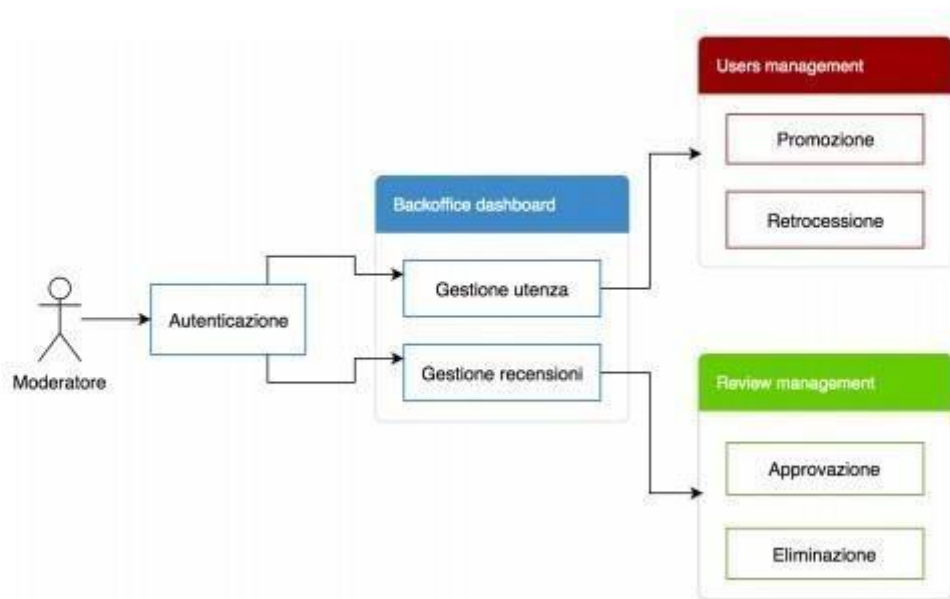 Moderatore
Autenticazione
Backoffice dashboard
Gestione utenza
Gestione recensioni
Users management
Promozione
Retrocessione
Review management
Approvazione
Eliminazione